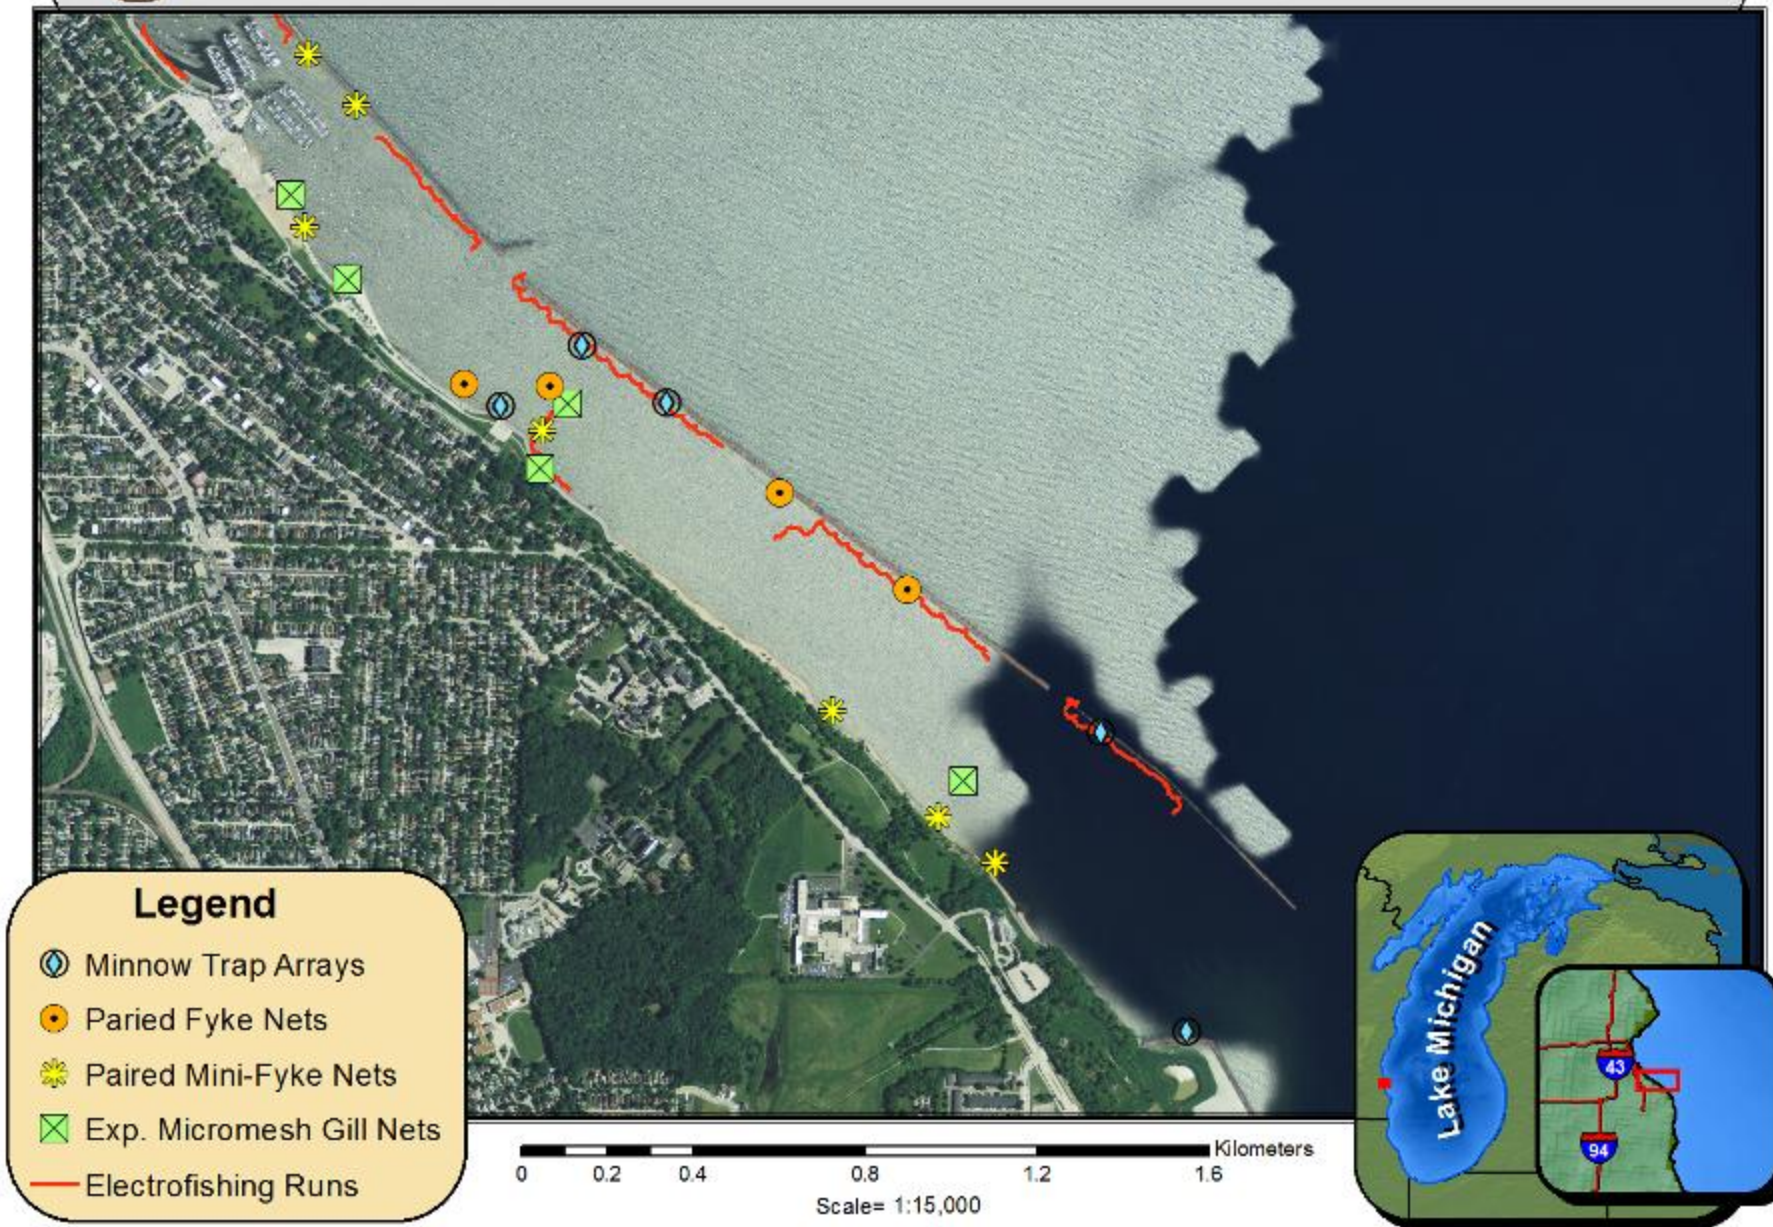 Legend
Minnow Trap Arrays
Paried Fyke Nets
Paired Mini-Fyke Nets
Exp. Micromesh Gill Nets
Electrofishing Runs
Kilometers
0 0.2 0.4 0.8 1.2 1.6
Scale= 1:15,000
Lake Michigan
43
94